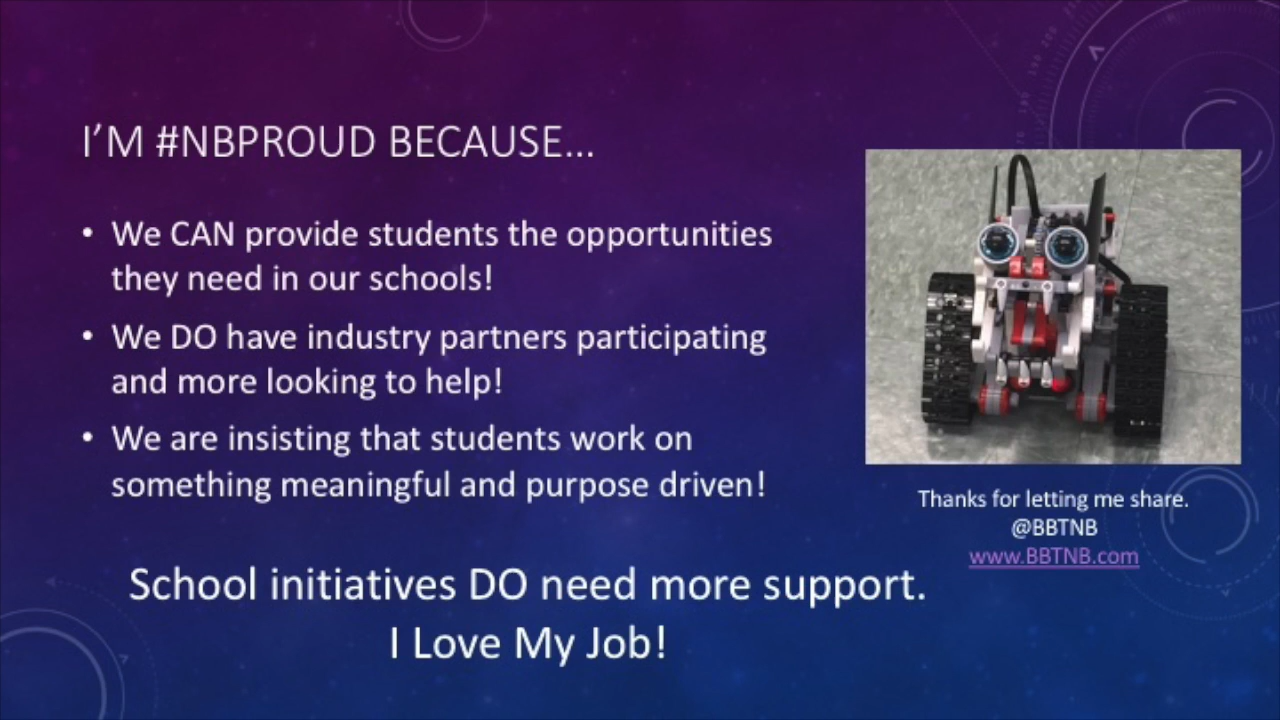 I'M #NBPROUD BECAUSE...
• We CAN provide students the opportunities
they need in our schools!
• We DO have industry partners participating
and more looking to help!
• We are insisting that students work on
something meaningful and purpose driven!
School initiatives DO need more support.
I Love My Job!
Thanks for letting me share.
@BBTNB
www.BBTNB.com